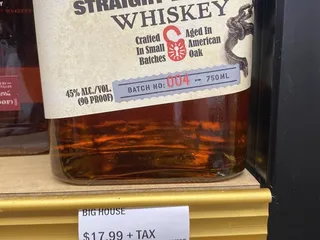 STRAIGHT
WHISKEY
Crafted In Small Batches
Aged In American Oak
45% ALC./VOL.
(90 PROOF)
BATCH NO: 004 - 750ML
BIG HOUSE
$17.99 + TAX